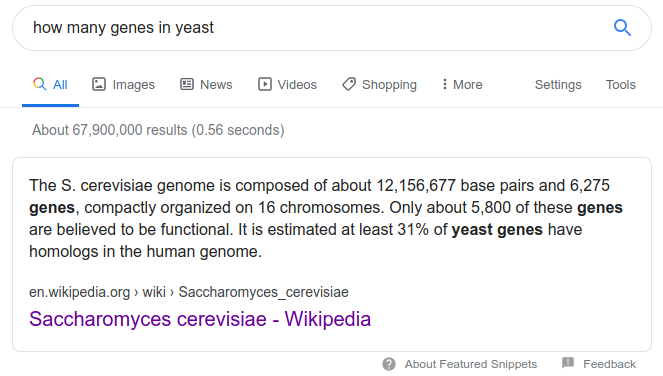 how many genes in yeast
All Images News Videos Shopping More Settings Tools
About 67,900,000 results (0.56 seconds)
The S. cerevisiae genome is composed of about 12,156,677 base pairs and 6,275
genes, compactly organized on 16 chromosomes. Only about 5,800 of these genes
are believed to be functional. It is estimated at least 31% of yeast genes have
homologs in the human genome.
en.wikipedia.org › wiki › Saccharomyces_cerevisiae
Saccharomyces cerevisiae - Wikipedia
About Featured Snippets Feedback